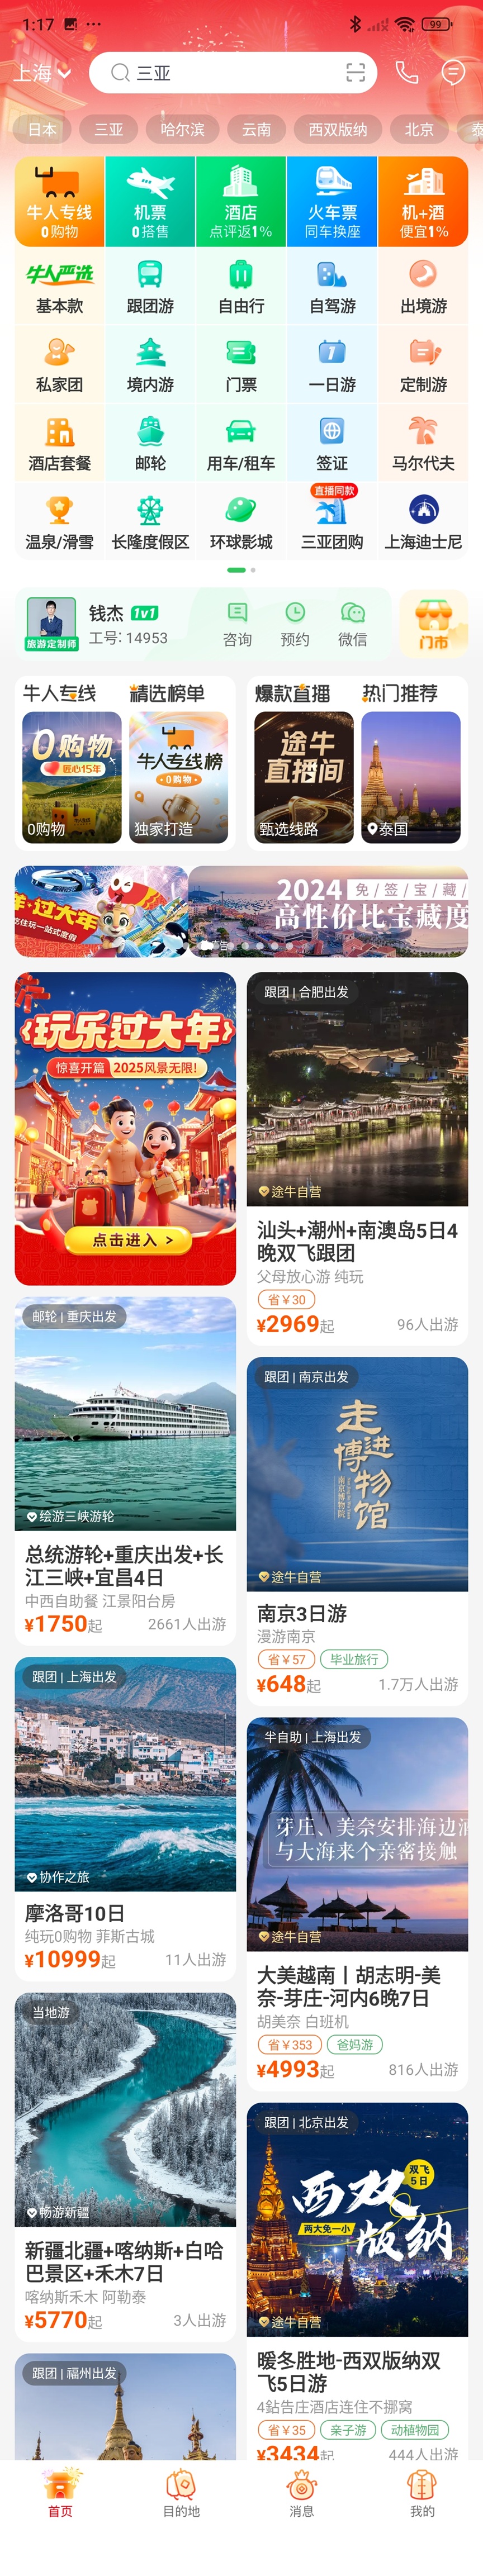 1:17
99
上海
三亚
日本
三亚
哈尔滨
云南
西双版纳
北京
牛人专线
0购物
机票
0搭售
酒店
点评返1%
火车票
同车换座
机+酒
便宜1%
牛人严选
基本款
跟团游
自由行
自驾游
出境游
私家团
境内游
门票
1
一日游
定制游
酒店套餐
邮轮
用车/租车
签证
马尔代夫
直播同款
温泉/滑雪
长隆度假区
环球影城
三亚团购
上海迪士尼
旅游定制师
钱杰 1v1
工号: 14953
咨询
预约
微信
门市
牛人专线
精选榜单
爆款直播
热门推荐
0购物
匠心15年
0购物
牛人专线榜
0购物
独家打造
途牛
直播间
甄选线路
泰国
年·过大年
吃住玩一站式度假
2024 免/签/宝/藏/
高性价比宝藏度
玩乐过大年
惊喜开篇 2025风景无限!
点击进入 >
跟团 | 合肥出发
途牛自营
汕头+潮州+南澳岛5日4
晚双飞跟团
父母放心游 纯玩
省¥30
¥2969起
96人出游
邮轮 | 重庆出发
绘游三峡游轮
总统游轮+重庆出发+长
江三峡+宜昌4日
中西自助餐 江景阳台房
¥1750起
2661人出游
跟团 | 南京出发
走进
博物馆
南京博物院
途牛自营
南京3日游
漫游南京
省¥57
毕业旅行
¥648起
1.7万人出游
跟团 | 上海出发
协作之旅
摩洛哥10日
纯玩0购物 菲斯古城
¥10999起
11人出游
半自助 | 上海出发
芽庄、美奈安排海边酒
与大海来个亲密接触
途牛自营
大美越南丨胡志明-美
奈-芽庄-河内6晚7日
胡美奈 白班机
省¥353
爸妈游
¥4993起
816人出游
当地游
畅游新疆
新疆北疆+喀纳斯+白哈
巴景区+禾木7日
喀纳斯禾木 阿勒泰
¥5770起
3人出游
跟团 | 北京出发
双飞
5日
西双
版纳
两大免一小
途牛自营
暖冬胜地-西双版纳双
飞5日游
4钻告庄酒店连住不挪窝
省¥35
亲子游
动植物园
¥3434起
444人出游
跟团 | 福州出发
首页
目的地
消息
我的